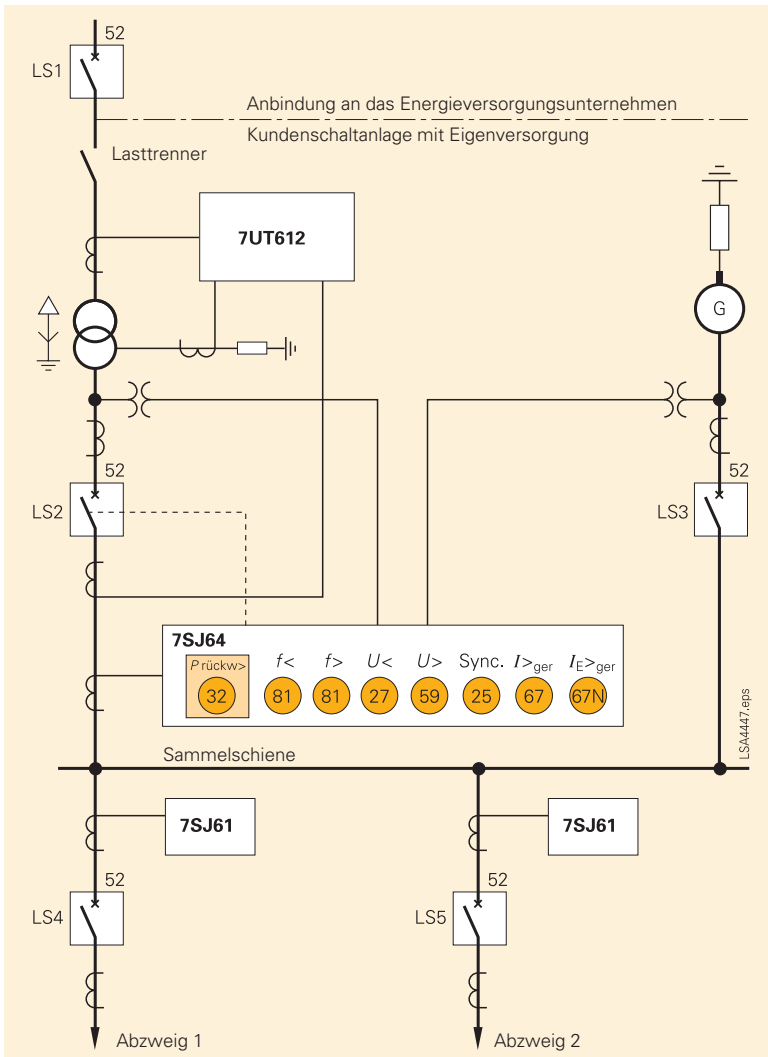 52
LS1
Anbindung an das Energieversorgungsunternehmen
Kundenschaltanlage mit Eigenversorgung
Lasttrenner
7UT612
G
52
LS2
52
LS3
7SJ64
P rückw> f< f> U< U> Sync. I>ger IE>ger
32 81 81 27 59 25 67 67N
LSA4447.eps
Sammelschiene
7SJ61
7SJ61
52
LS4
52
LS5
Abzweig 1
Abzweig 2